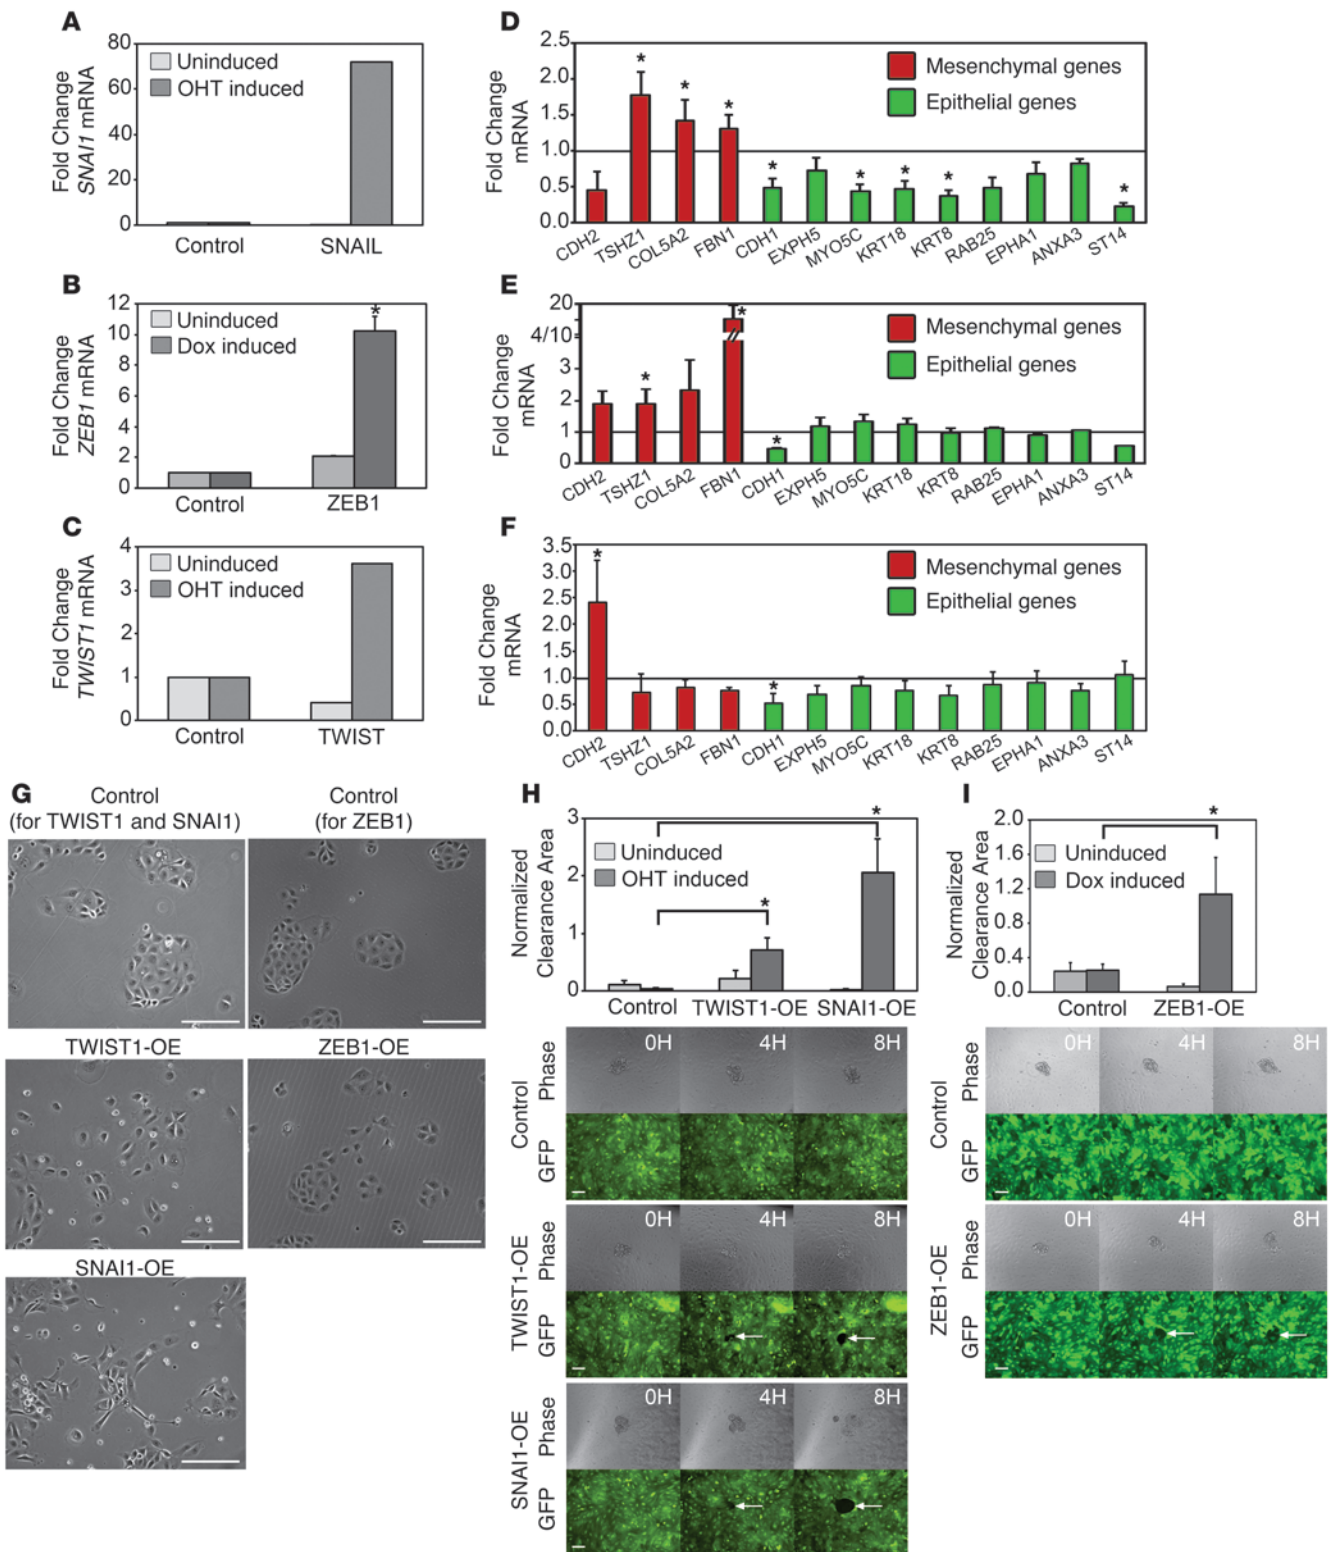 A
Fold Change
SNAI1 mRNA
80
60
40
20
0
Uninduced
OHT induced
Control
SNAIL
B
Fold Change
ZEB1 mRNA
12
10
8
6
4
2
0
Uninduced
Dox induced
*
Control
ZEB1
C
Fold Change
TWIST1 mRNA
4
3
2
1
0
Uninduced
OHT induced
Control
TWIST
D
Fold Change
mRNA
2.5
2.0
1.5
1.0
0.5
0.0
* * * * * * * *
Mesenchymal genes
Epithelial genes
CDH2 TSHZ1 COL5A2 FBN1 CDH1 EXPH5 MYO5C KRT18 KRT8 RAB25 EPHA1 ANXA3 ST14
E
Fold Change
mRNA
20
4/10
3
2
1
0
* * *
Mesenchymal genes
Epithelial genes
CDH2 TSHZ1 COL5A2 FBN1 CDH1 EXPH5 MYO5C KRT18 KRT8 RAB25 EPHA1 ANXA3 ST14
F
Fold Change
mRNA
3.5
3.0
2.5
2.0
1.5
1.0
0.5
0.0
* *
Mesenchymal genes
Epithelial genes
CDH2 TSHZ1 COL5A2 FBN1 CDH1 EXPH5 MYO5C KRT18 KRT8 RAB25 EPHA1 ANXA3 ST14
G
Control
(for TWIST1 and SNAI1)
Control
(for ZEB1)
TWIST1-OE
ZEB1-OE
SNAI1-OE
H
Normalized
Clearance Area
3
2
1
0
Uninduced
OHT induced
* *
Control TWIST1-OE SNAI1-OE
Control
Phase
GFP
0H 4H 8H
TWIST1-OE
Phase
GFP
0H 4H 8H
SNAI1-OE
Phase
GFP
0H 4H 8H
I
Normalized
Clearance Area
2.0
1.6
1.2
0.8
0.4
0.0
Uninduced
Dox induced
*
Control ZEB1-OE
Control
Phase
GFP
0H 4H 8H
ZEB1-OE
Phase
GFP
0H 4H 8H